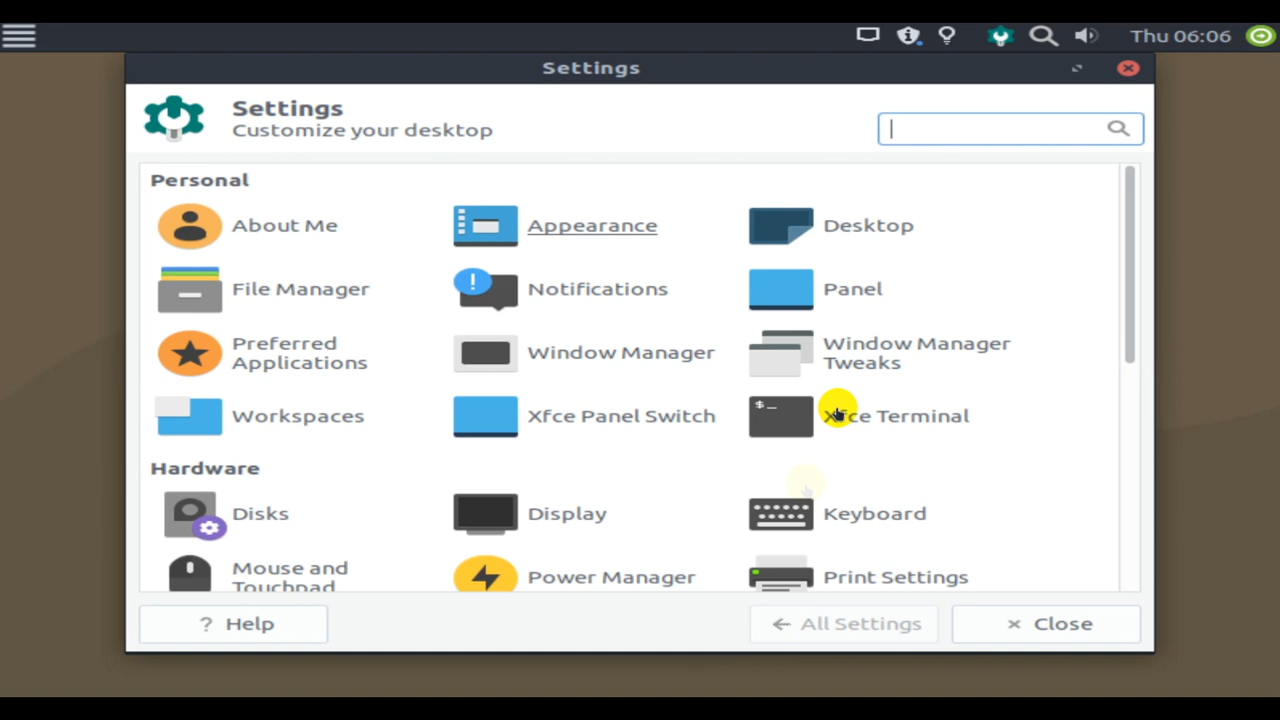 Thu 06:06
Settings
Settings
Customize your desktop
Personal
About Me
Appearance
Desktop
File Manager
Notifications
Panel
Preferred
Applications
Window Manager
Window Manager
Tweaks
Workspaces
Xfce Panel Switch
$_
Xfce Terminal
Hardware
Disks
Display
Keyboard
Mouse and
Touchpad
Power Manager
Print Settings
? Help
← All Settings
× Close